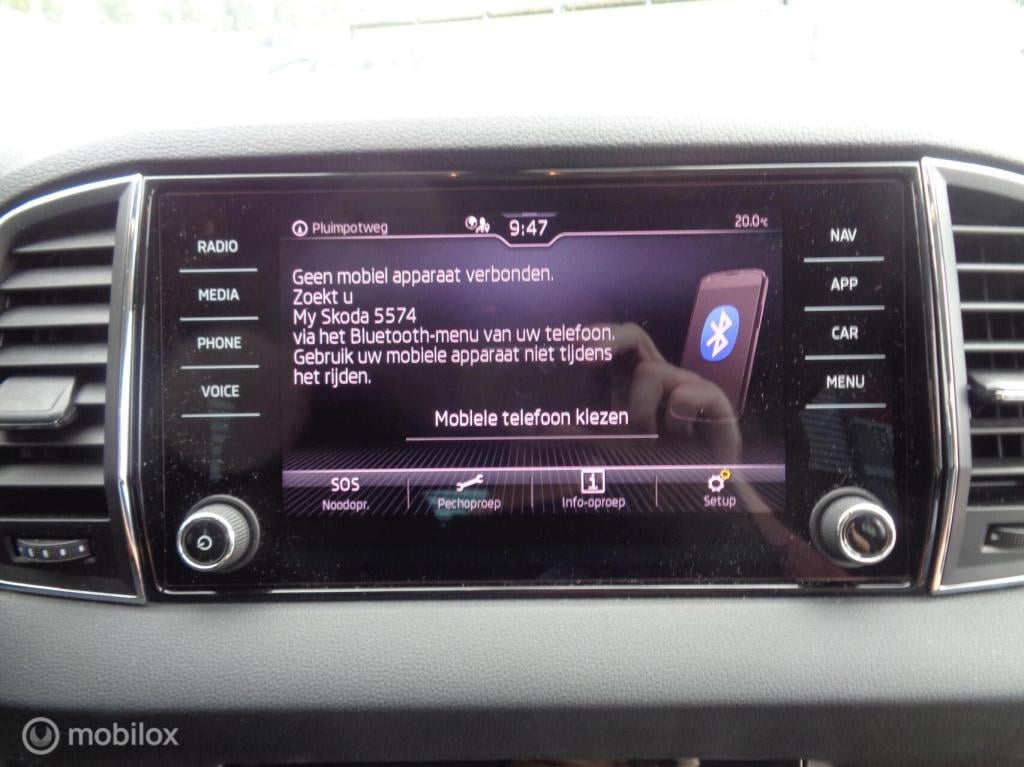 Pluimpotweg
9:47
20.0°C
RADIO
MEDIA
PHONE
VOICE
NAV
APP
CAR
MENU
Geen mobiel apparaat verbonden.
Zoekt u
My Skoda 5574
via het Bluetooth-menu van uw telefoon.
Gebruik uw mobiele apparaat niet tijdens
het rijden.
Mobiele telefoon kiezen
SOS
Noodopr.
Pechoproep
Info-oproep
Setup
mobilox